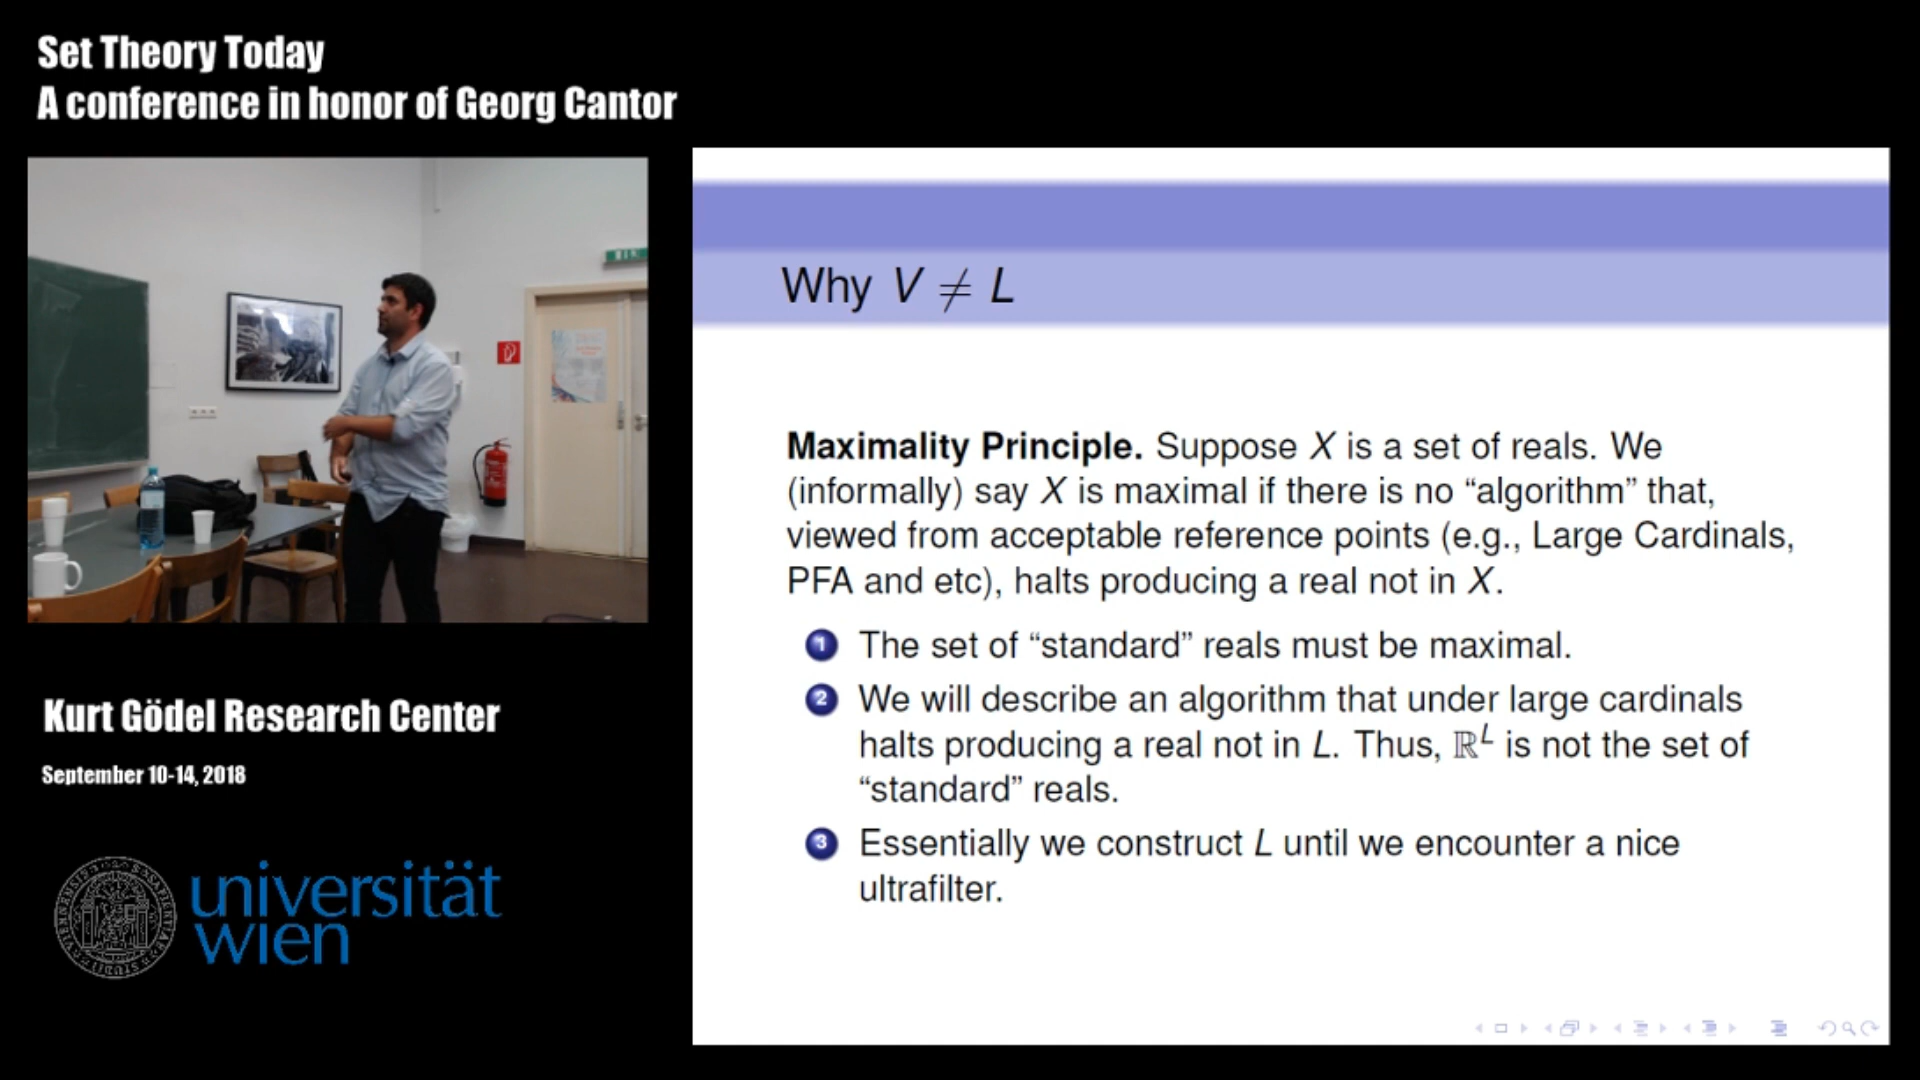 Set Theory Today
A conference in honor of Georg Cantor
Why V ≠ L
Maximality Principle. Suppose X is a set of reals. We
(informally) say X is maximal if there is no “algorithm” that,
viewed from acceptable reference points (e.g., Large Cardinals,
PFA and etc), halts producing a real not in X.
1 The set of “standard” reals must be maximal.
2 We will describe an algorithm that under large cardinals
halts producing a real not in L. Thus, ℝ^L is not the set of
“standard” reals.
3 Essentially we construct L until we encounter a nice
ultrafilter.
Kurt Gödel Research Center
September 10-14, 2018
universität
wien